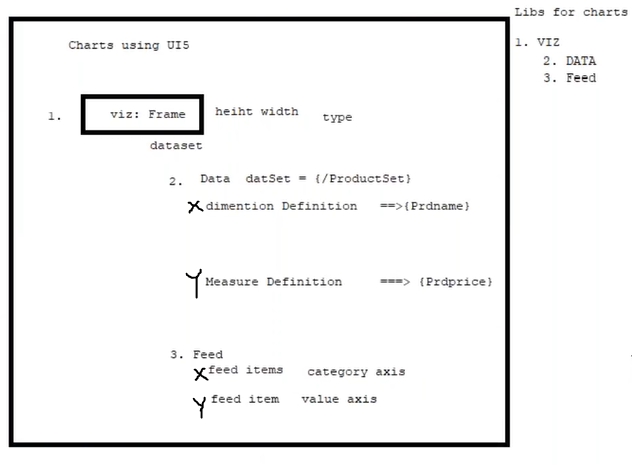 Libs for charts
1. VIZ
2. DATA
3. Feed
Charts using UI5
1. viz: Frame heiht width type
dataset
2. Data datSet = {/ProductSet}
X dimention Definition ==>{Prdname}
Y Measure Definition ===> {Prdprice}
3. Feed
X feed items category axis
Y feed item value axis